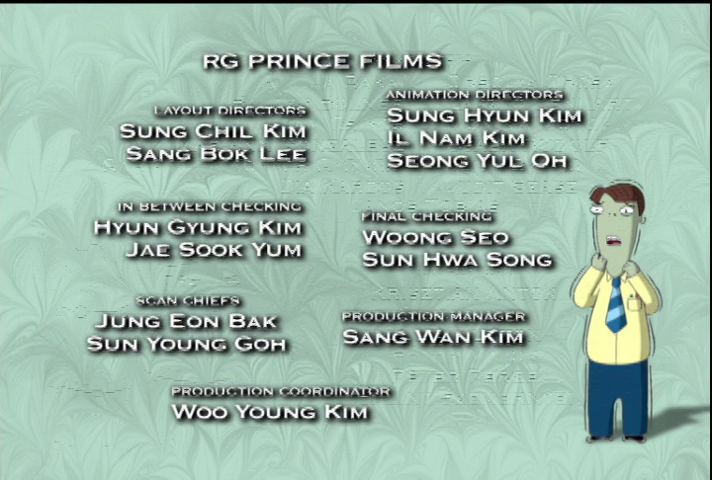 RG PRINCE FILMS
LAYOUT DIRECTORS
SUNG CHIL KIM
SANG BOK LEE
ANIMATION DIRECTORS
SUNG HYUN KIM
IL NAM KIM
SEONG YUL OH
IN BETWEEN CHECKING
HYUN GYUNG KIM
JAE SOOK YUM
FINAL CHECKING
WOONG SEO
SUN HWA SONG
SCAN CHIEFS
JUNG EON BAK
SUN YOUNG GOH
PRODUCTION MANAGER
SANG WAN KIM
PRODUCTION COORDINATOR
WOO YOUNG KIM